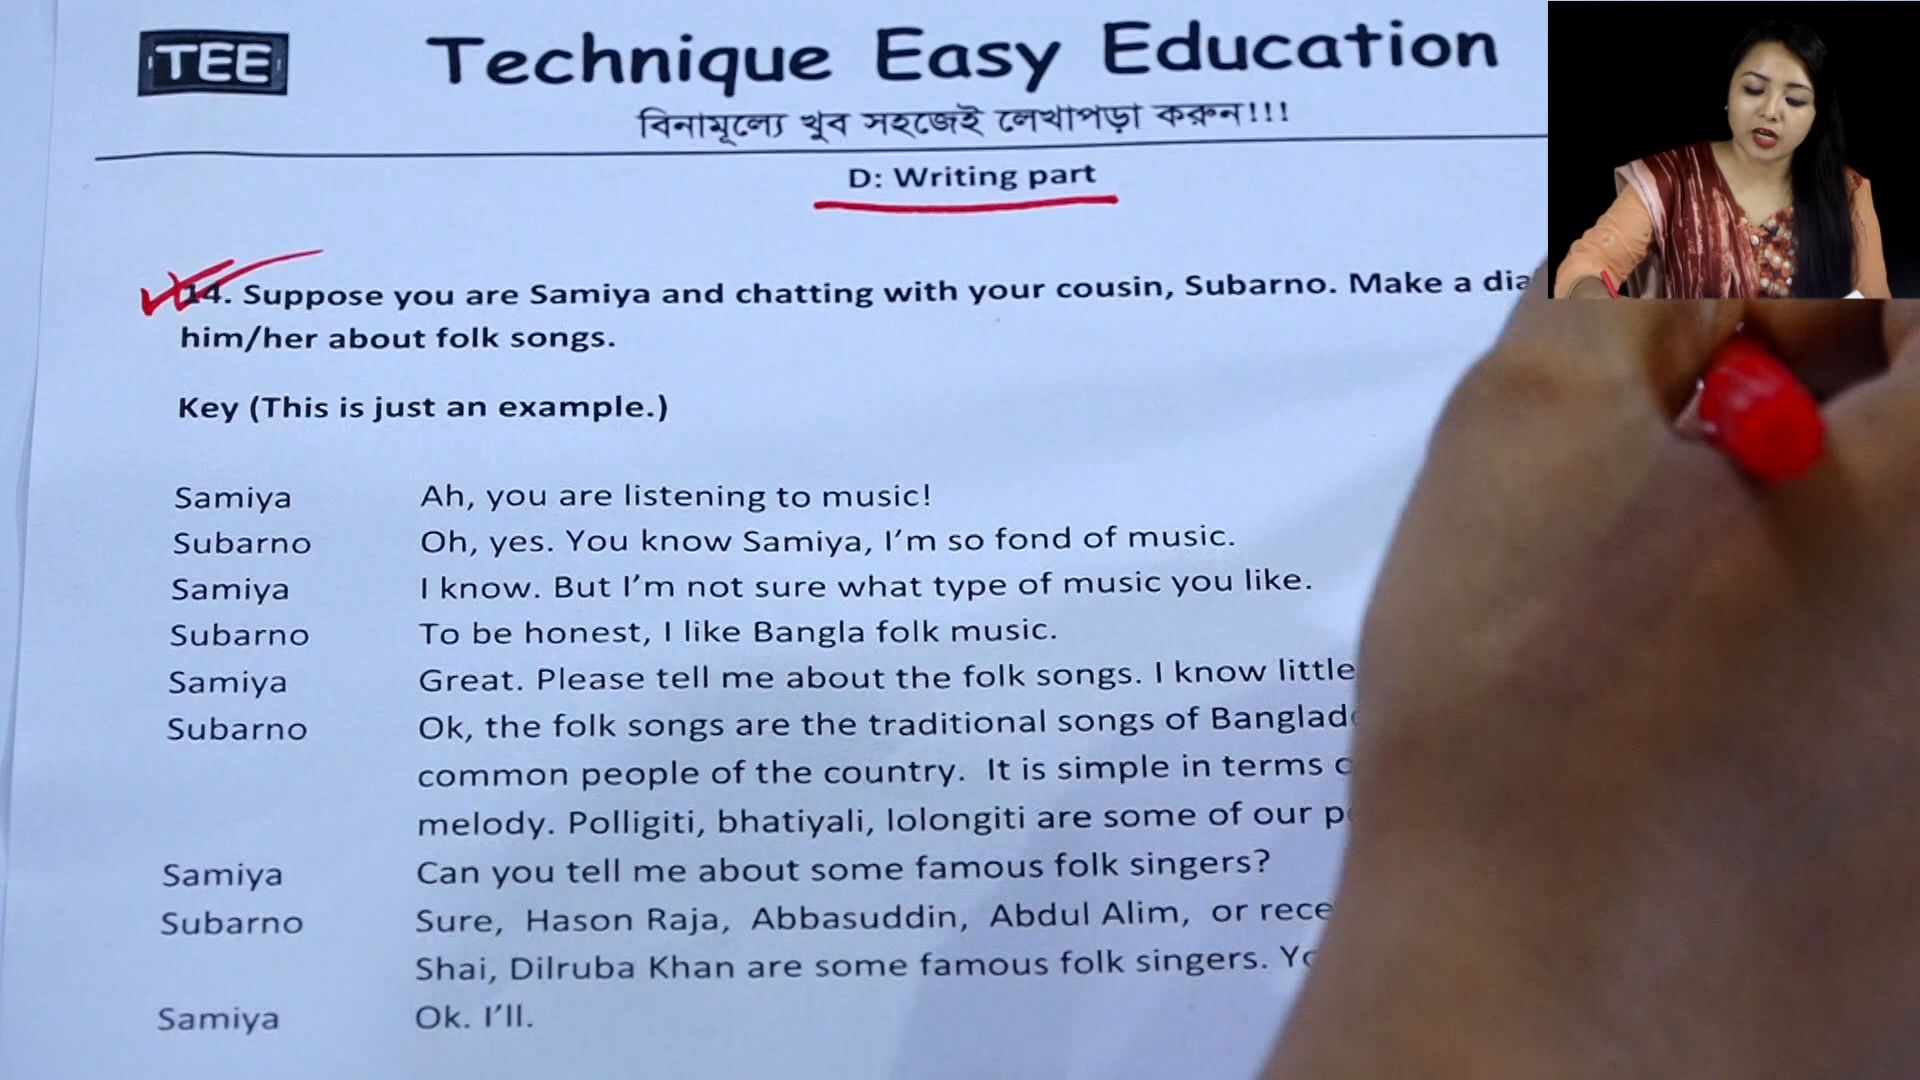 TEE
Technique Easy Education
বিনামূল্যে খুব সহজেই লেখাপড়া করুন!!!
D: Writing part
14. Suppose you are Samiya and chatting with your cousin, Subarno. Make a
him/her about folk songs.
Key (This is just an example.)
Samiya Ah, you are listening to music!
Subarno Oh, yes. You know Samiya, I’m so fond of music.
Samiya I know. But I’m not sure what type of music you like.
Subarno To be honest, I like Bangla folk music.
Samiya Great. Please tell me about the folk songs. I know little
Subarno Ok, the folk songs are the traditional songs of
common people of the country. It is simple in terms
melody. Polligiti, bhatiyali, lolongiti are some of our
Samiya Can you tell me about some famous folk singers?
Subarno Sure, Hason Raja, Abbasuddin, Abdul Alim, or
Shai, Dilruba Khan are some famous folk singers.
Samiya Ok. I’ll.